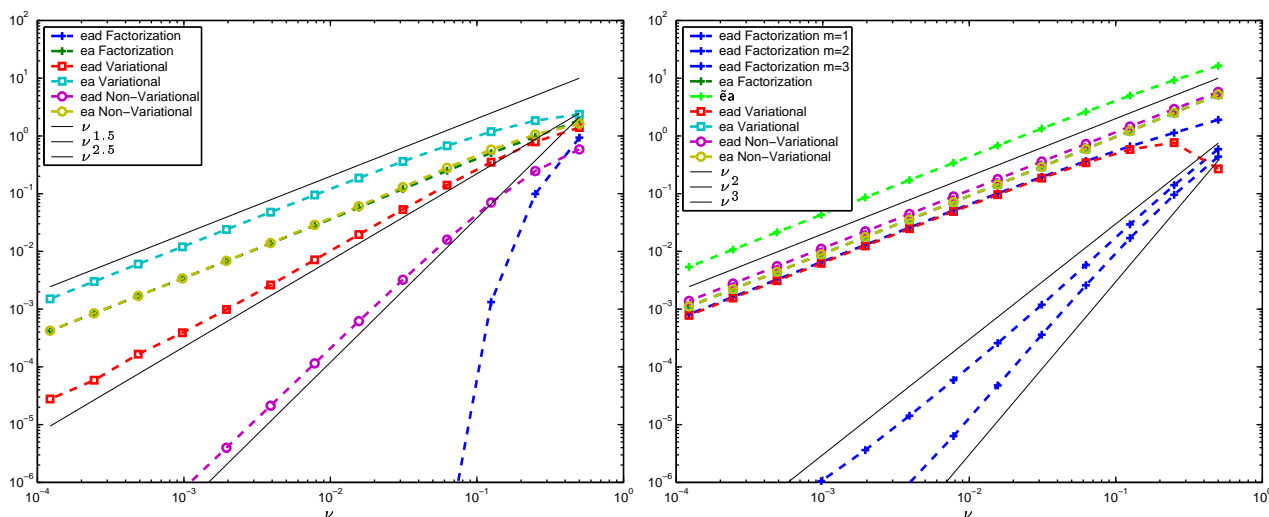 10^2
10^1
10^0
10^-1
10^-2
10^-3
10^-4
10^-5
10^-6
10^-4
10^-3
10^-2
10^-1
10^0
ν
ead Factorization
ea Factorization
ead Variational
ea Variational
ead Non-Variational
ea Non-Variational
ν
ν^1.5
ν^2.5
10^2
10^1
10^0
10^-1
10^-2
10^-3
10^-4
10^-5
10^-6
10^-4
10^-3
10^-2
10^-1
10^0
ν
ead Factorization m=1
ead Factorization m=2
ead Factorization m=3
ea Factorization
ẽa
ead Variational
ea Variational
ead Non-Variational
ea Non-Variational
ν
ν^2
ν^3